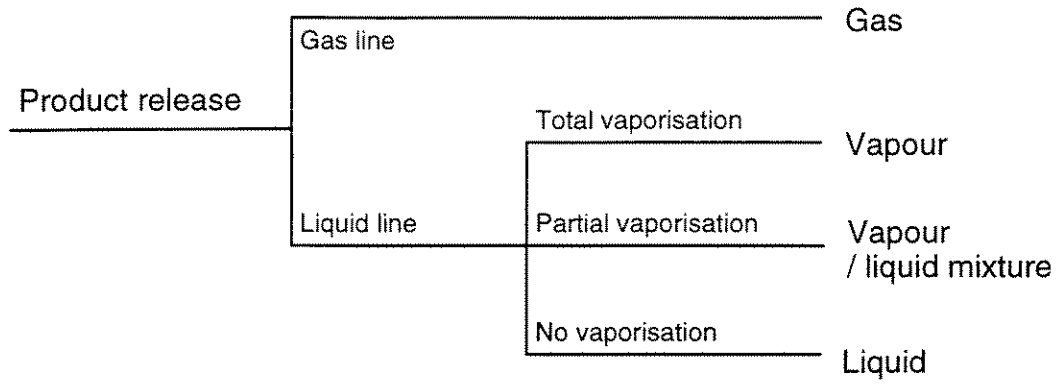 Gas
Gas line
Product release
Total vaporisation
Vapour
Liquid line
Partial vaporisation
Vapour
/ liquid mixture
No vaporisation
Liquid